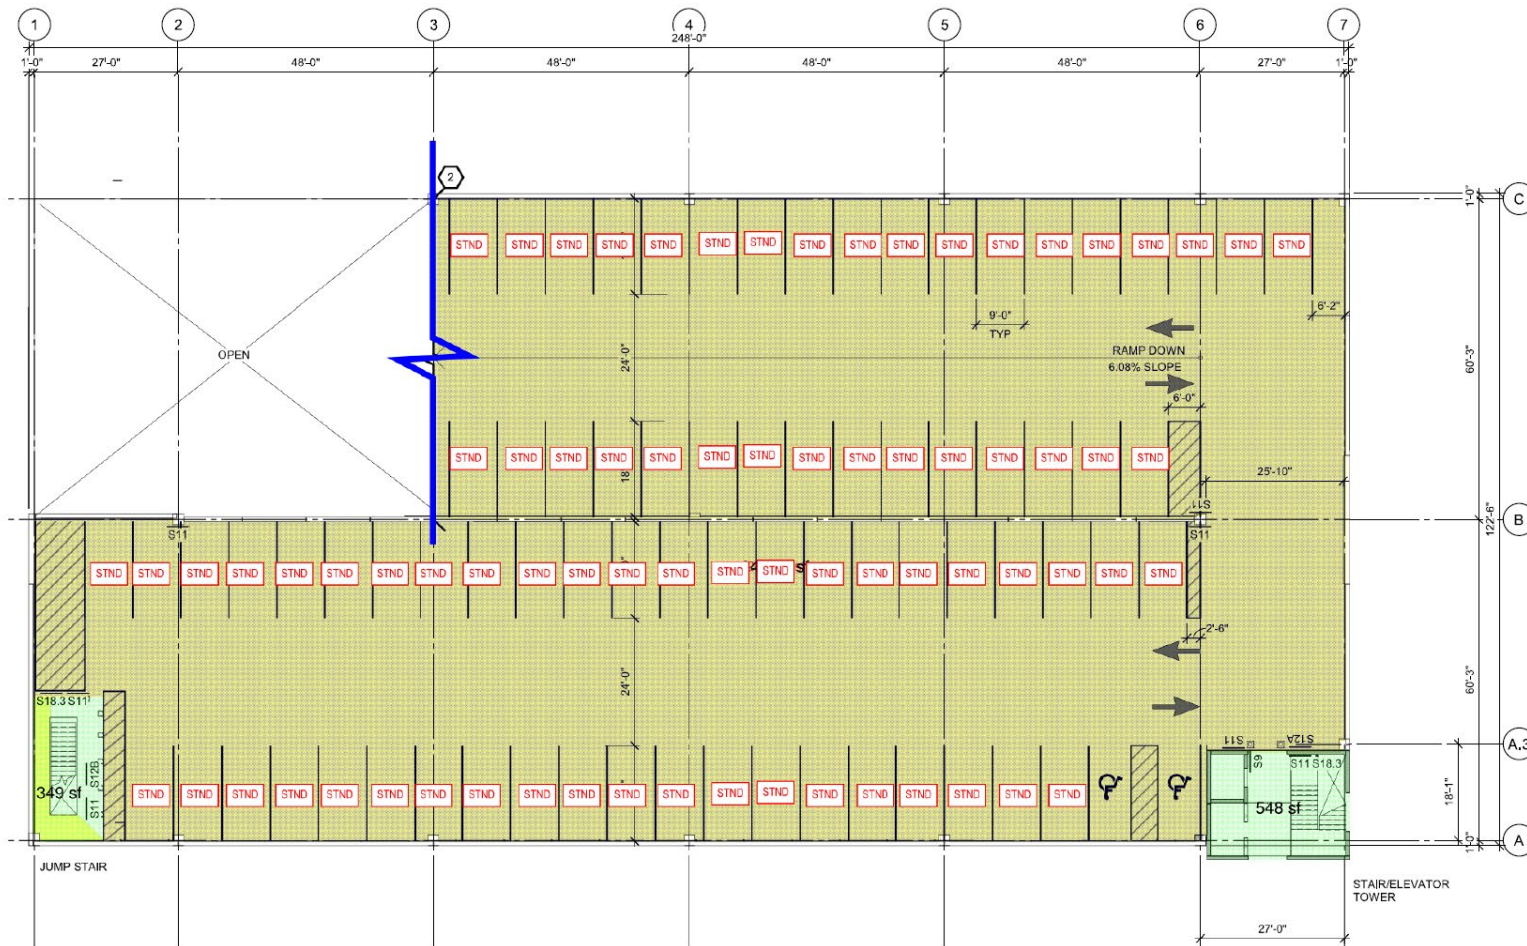 1 2 3 4 5 6 7
248'-0"
1'-0" 27'-0" 48'-0" 48'-0" 48'-0" 48'-0" 27'-0" 1'-0"
2
1'-0" C
STND STND STND STND STND STND STND STND STND STND STND STND STND STND STND STND STND STND
6'-2"
9'-0"
TYP
OPEN
24'-0"
RAMP DOWN
6.08% SLOPE
60'-3"
6'-0"
STND STND STND STND STND STND STND STND STND STND STND STND STND STND STND
25'-10"
S11
122'-6"
B
S11
S11
STND STND STND STND STND STND STND STND STND STND STND STND STND STND STND STND STND STND STND STND STND STND STND
2'-6"
24'-0"
60'-3"
S18.3 S11
S11 S12A
A.3
S9
S11 S18.3
S12B
349 sf
S11
STND STND STND STND STND STND STND STND STND STND STND STND STND STND STND STND STND STND STND STND
548 sf
18'-1"
1'-0" A
JUMP STAIR
STAIR/ELEVATOR
TOWER
27'-0"